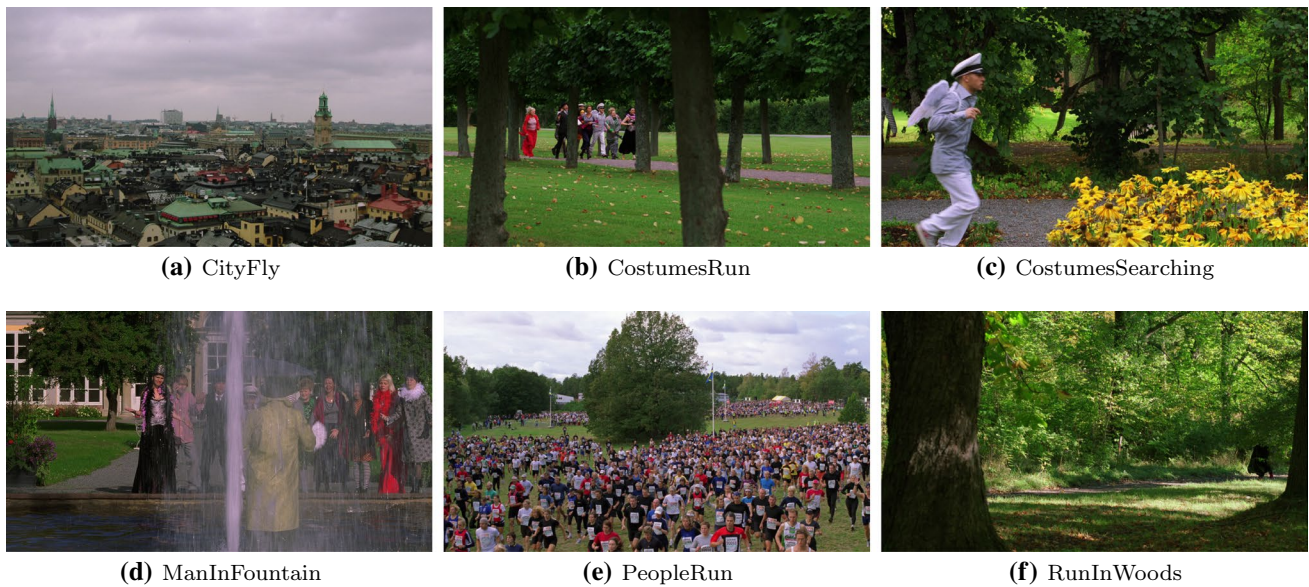 (a) CityFly
(b) CostumesRun
(c) CostumesSearching
(d) ManInFountain
(e) PeopleRun
(f) RunInWoods